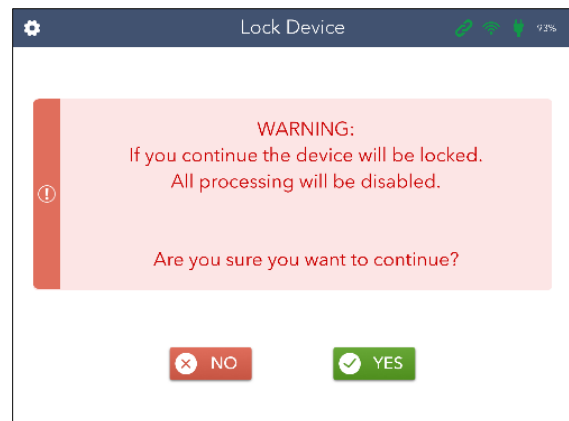 Lock Device
93%
WARNING:
If you continue the device will be locked.
All processing will be disabled.
Are you sure you want to continue?
NO
YES